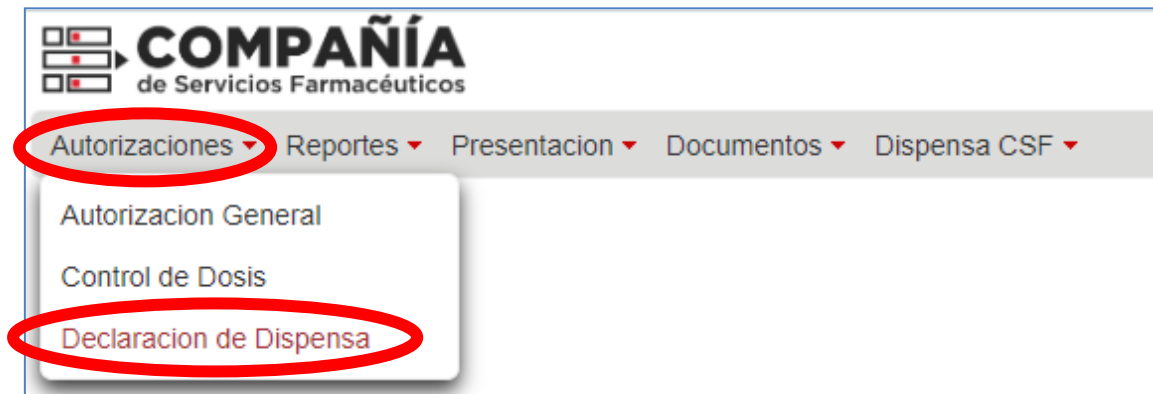 COMPAÑÍA
de Servicios Farmacéuticos
Autorizaciones Reportes Presentacion Documentos Dispensa CSF
Autorizacion General
Control de Dosis
Declaracion de Dispensa